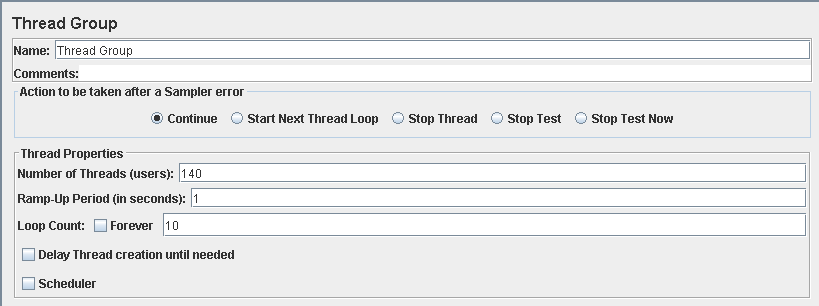 Thread Group
Name: Thread Group
Comments:
Action to be taken after a Sampler error
Continue Start Next Thread Loop Stop Thread Stop Test Stop Test Now
Thread Properties
Number of Threads (users): 140
Ramp-Up Period (in seconds): 1
Loop Count: Forever 10
Delay Thread creation until needed
Scheduler